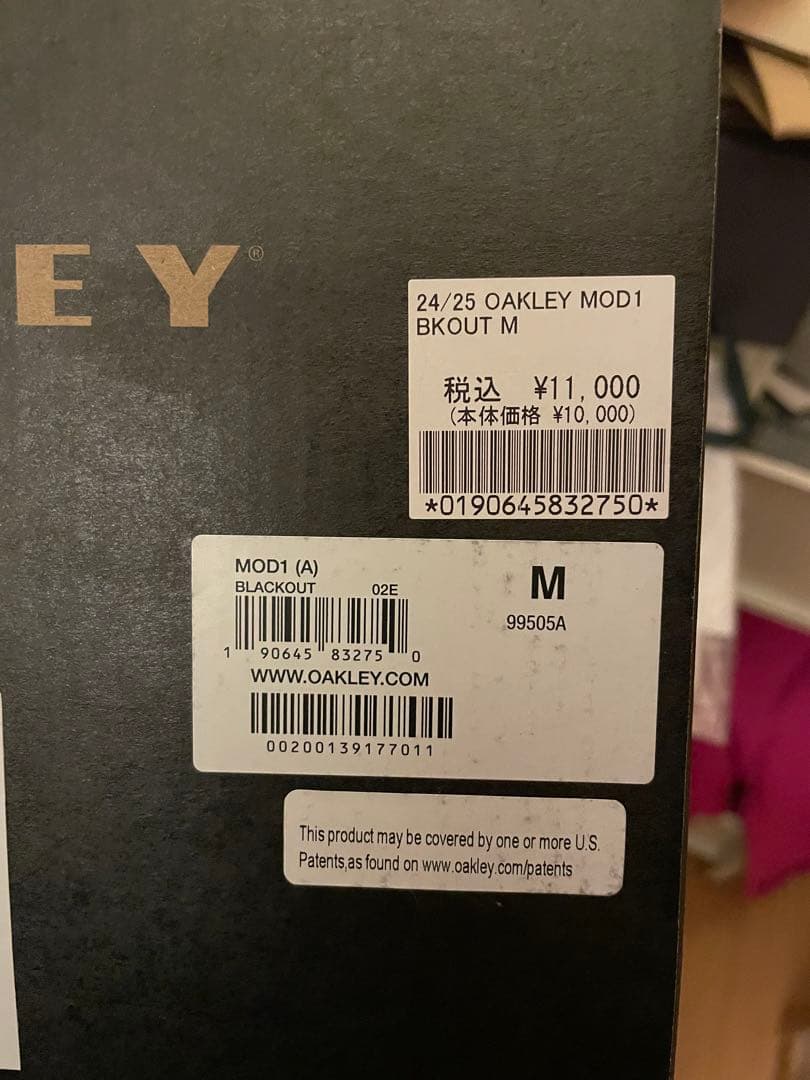 EY®
24/25 OAKLEY MOD1
BKOUT M
税込 ¥11,000
(本体価格 ¥10,000)
*0190645832750*
MOD1 (A)
BLACKOUT 02E
M
99505A
1 90645 83275 0
WWW.OAKLEY.COM
00200139177011
This product may be covered by one or more U.S.
Patents,as found on www.oakley.com/patents